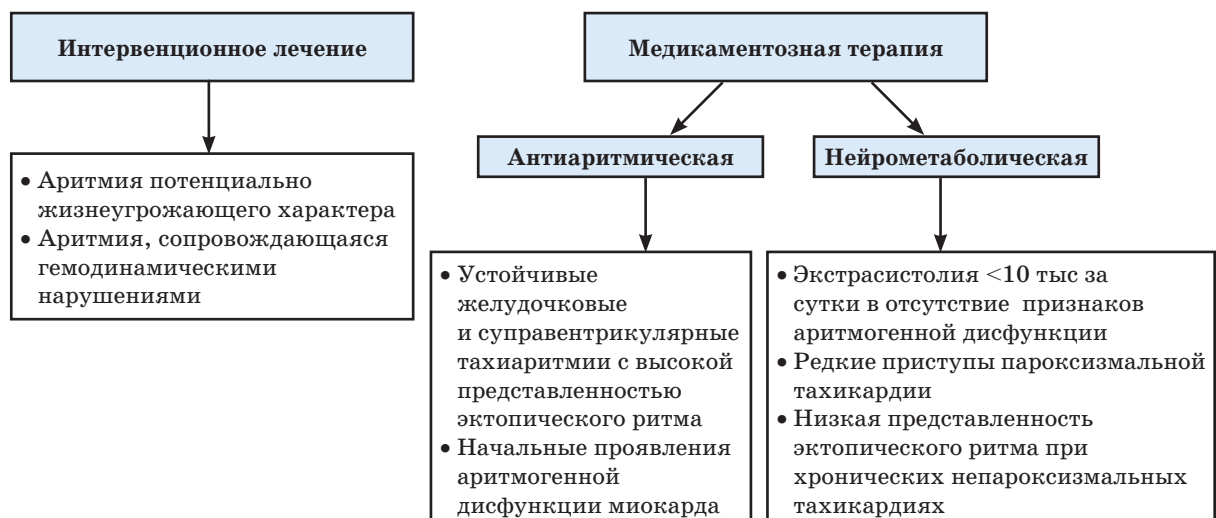 Интервенционное лечение
Медикаментозная терапия
Антиаритмическая
Нейрометаболическая
• Аритмия потенциально
жизнеугрожающего характера
• Аритмия, сопровождающаяся
гемодинамическими
нарушениями
• Устойчивые
желудочковые
и суправентрикулярные
тахиаритмии с высокой
представленностью
эктопического ритма
• Начальные проявления
аритмогенной
дисфункции миокарда
• Экстрасистолия <10 тыс за
сутки в отсутствие признаков
аритмогенной дисфункции
• Редкие приступы пароксизмальной
тахикардии
• Низкая представленность
эктопического ритма при
хронических непароксизмальных
тахикардиях